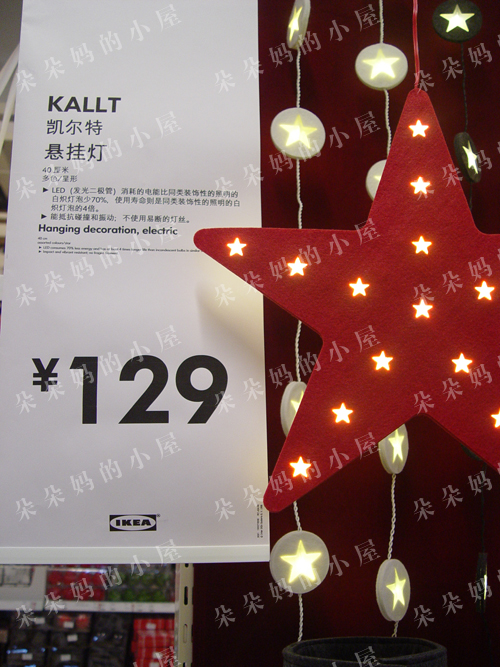 KALLT
凯尔特
悬挂灯
40 厘米
多色/星形
▶ LED（发光二极管）消耗的电能比同类装饰性的照明的
白炽灯泡少70%，使用寿命则是同类装饰性的照明的白
炽灯泡的4倍。
▶ 能抵抗碰撞和振动；不使用易断的灯丝。
Hanging decoration, electric
40 cm
¥129
IKEA
朵朵妈的小屋